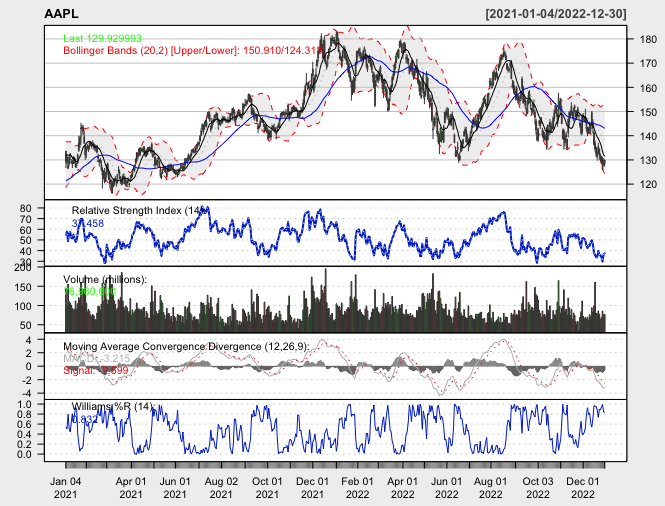 AAPL [2021-01-04/2022-12-30]
Last 129.929993
Bollinger Bands (20,2) [Upper/Lower]: 150.910/124.31
180
170
160
150
140
130
120
Relative Strength Index (14):
80
70
60
50
40
30
Volume (millions):
200
150
100
50
Moving Average Convergence Divergence (12,26,9):
MACD: -3.215
Signal:
4
2
0
-2
-4
Williams %R (14)
1.0
0.8
0.6
0.4
0.2
0.0
Jan 04 2021
Apr 01 2021
Jun 01 2021
Aug 02 2021
Oct 01 2021
Dec 01 2021
Feb 01 2022
Apr 01 2022
Jun 01 2022
Aug 01 2022
Oct 03 2022
Dec 01 2022